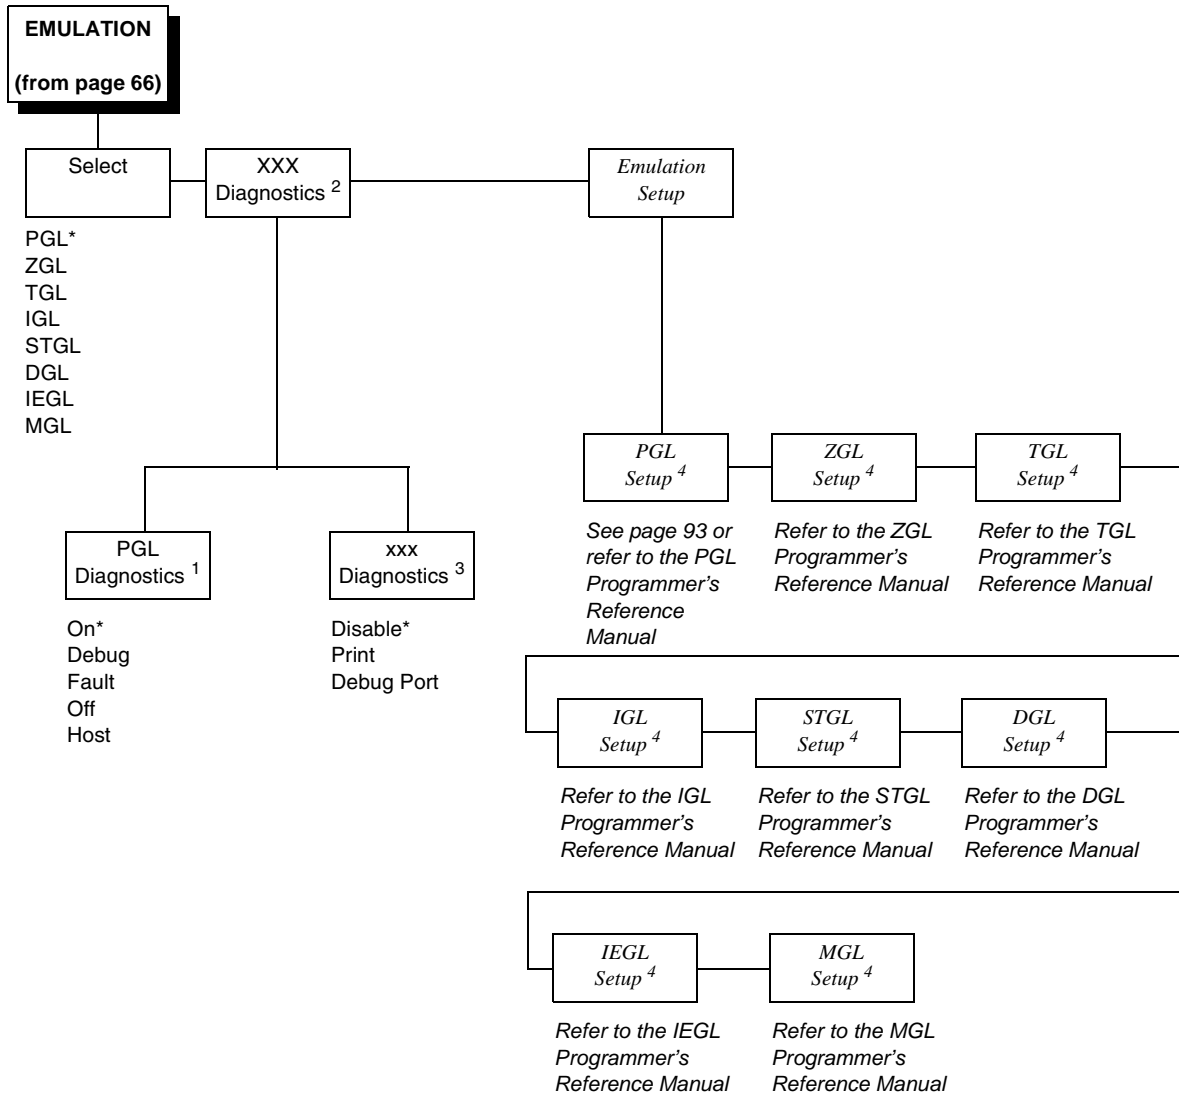 EMULATION
(from page 66)
Select
XXX
Diagnostics 2
Emulation
Setup
PGL*
ZGL
TGL
IGL
STGL
DGL
IEGL
MGL
PGL
Diagnostics 1
On*
Debug
Fault
Off
Host
xxx
Diagnostics 3
Disable*
Print
Debug Port
PGL
Setup 4
See page 93 or
refer to the PGL
Programmer's
Reference
Manual
ZGL
Setup 4
Refer to the ZGL
Programmer's
Reference Manual
TGL
Setup 4
Refer to the TGL
Programmer's
Reference Manual
IGL
Setup 4
Refer to the IGL
Programmer's
Reference Manual
STGL
Setup 4
Refer to the STGL
Programmer's
Reference Manual
DGL
Setup 4
Refer to the DGL
Programmer's
Reference Manual
IEGL
Setup 4
Refer to the IEGL
Programmer's
Reference Manual
MGL
Setup 4
Refer to the MGL
Programmer's
Reference Manual